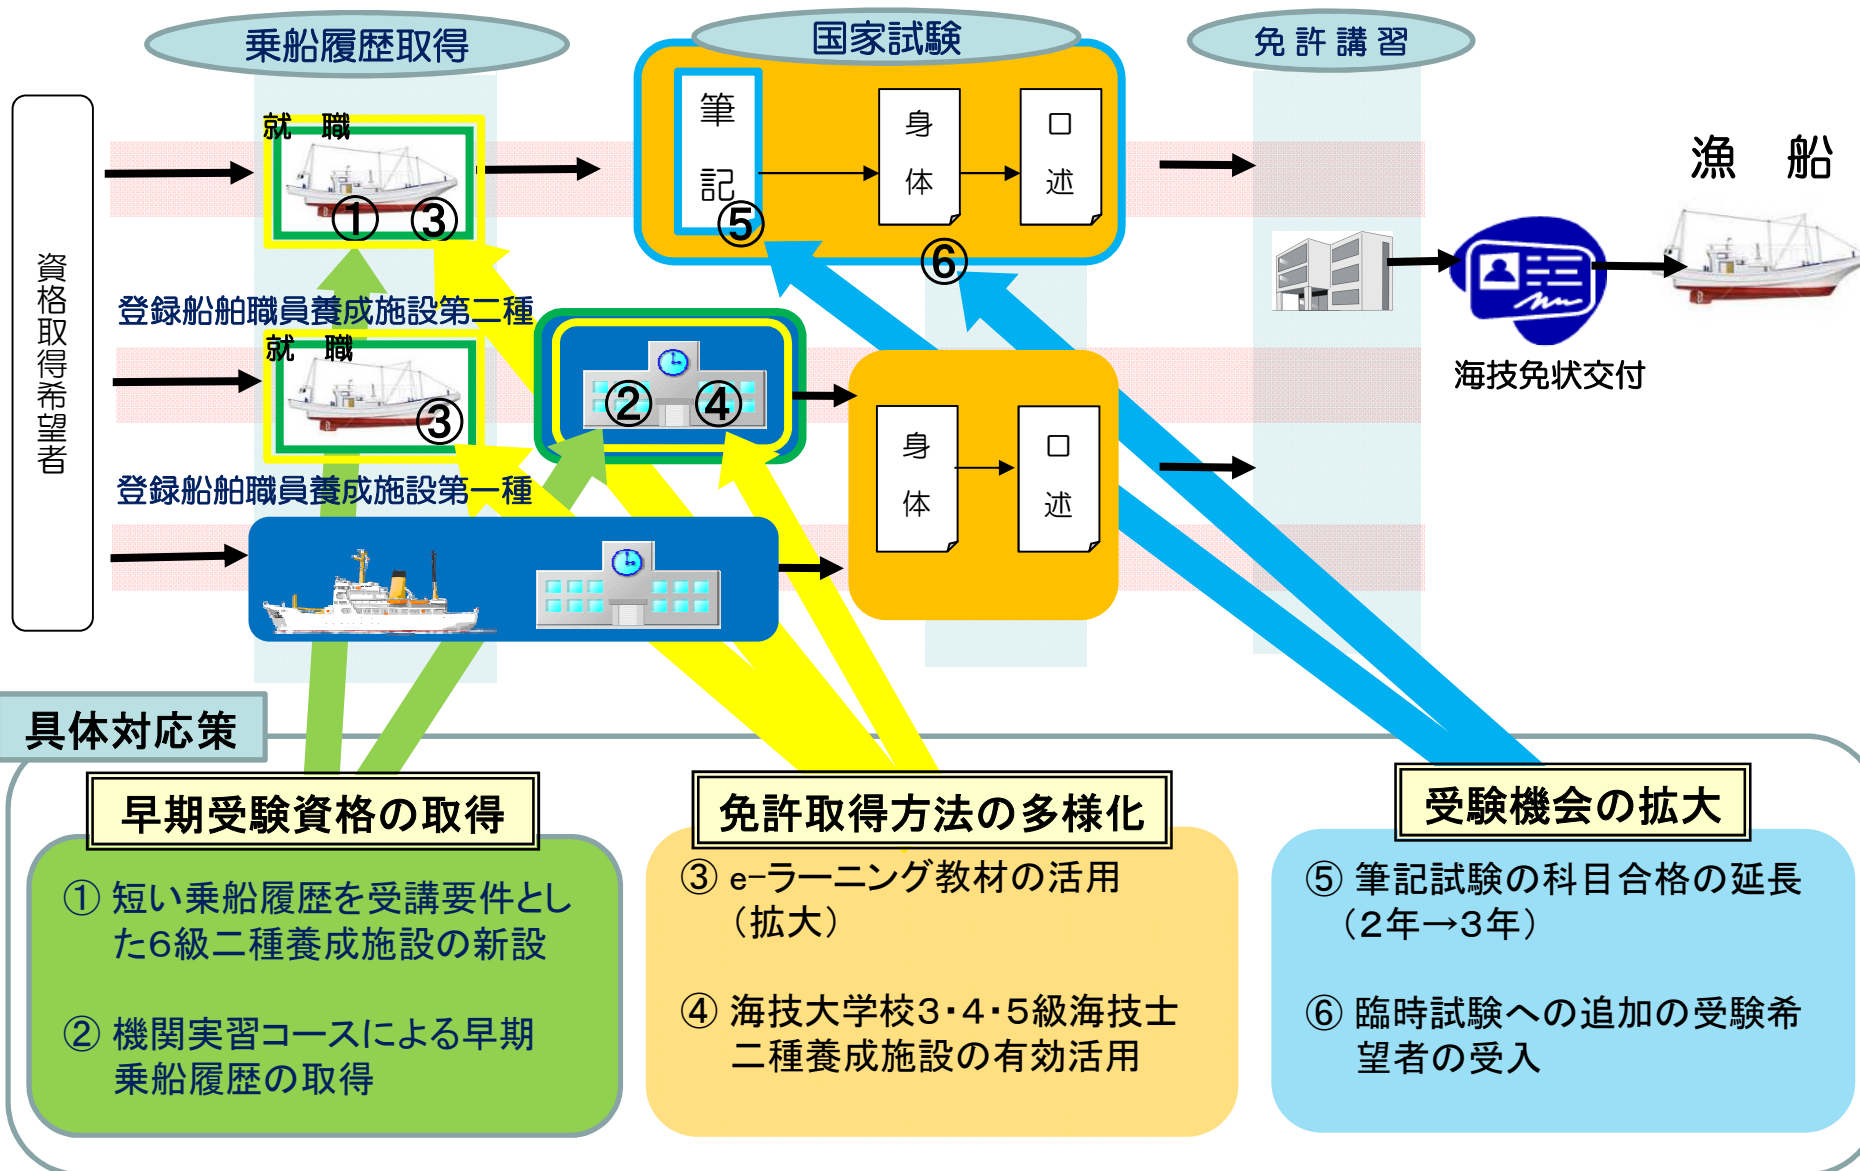 乗船履歴取得
国家試験
免許講習
資格取得希望者
就　職
①
③
筆記
⑤
身体
口述
⑥
漁　船
海技免状交付
登録船舶職員養成施設第二種
就　職
③
②
④
身体
口述
登録船舶職員養成施設第一種
具体対応策
早期受験資格の取得
① 短い乗船履歴を受講要件とし
た6級二種養成施設の新設
② 機関実習コースによる早期
乗船履歴の取得
免許取得方法の多様化
③ e-ラーニング教材の活用
（拡大）
④ 海技大学校3・4・5級海技士
二種養成施設の有効活用
受験機会の拡大
⑤ 筆記試験の科目合格の延長
（2年→3年）
⑥ 臨時試験への追加の受験希
望者の受入